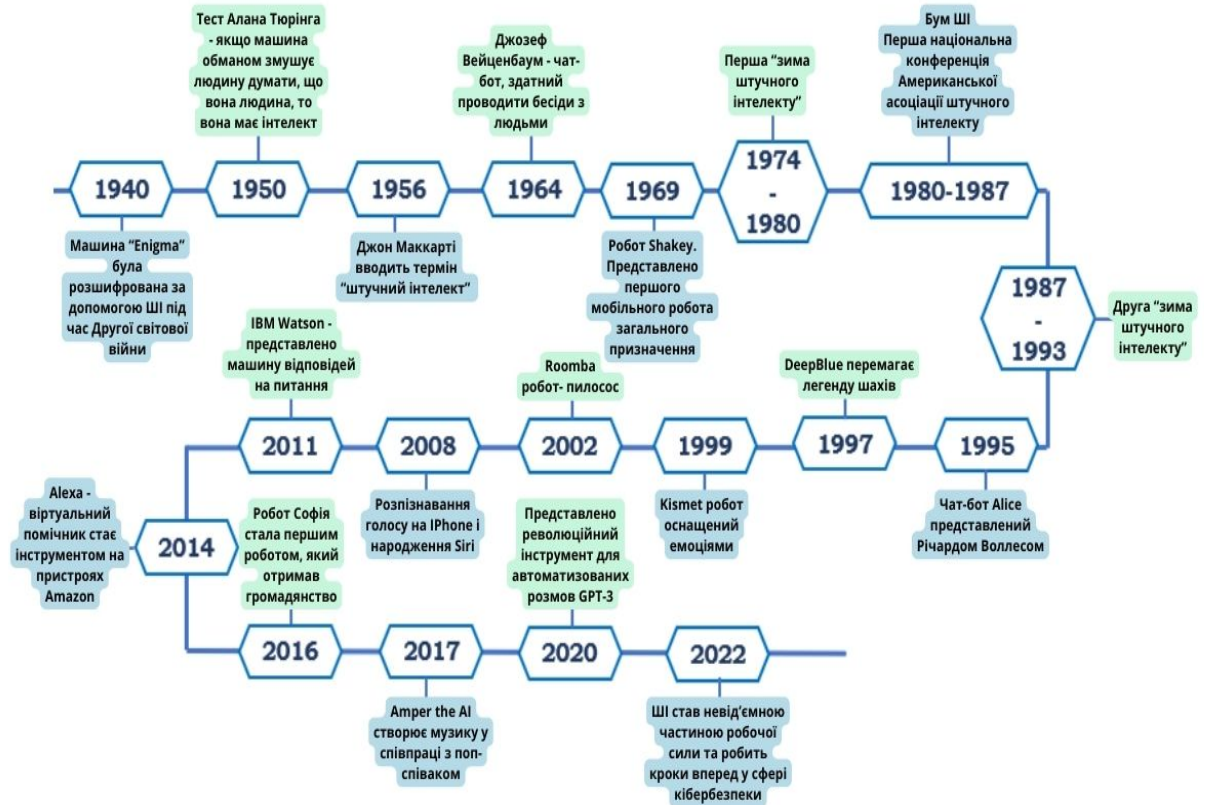 Тест Алана Тюрінга
- якщо машина
обманом змушує
людину думати, що
вона людина, то
вона має інтелект
Джозеф
Вейценбаум - чат-
бот, здатний
проводити бесіди з
людьми
Перша “зима
штучного
інтелекту”
Бум ШІ
Перша національна
конференція
Американської
асоціації штучного
інтелекту
1940
1950
1956
1964
1969
1974
-
1980
1980-1987
Машина “Enigma”
була
розшифрована за
допомогою ШІ під
час Другої світової
війни
Джон Маккарті
вводить термін
“штучний інтелект”
Робот Shakey.
Представлено
першого
мобільного робота
загального
призначення
1987
-
1993
Друга “зима
штучного
інтелекту”
IBM Watson -
представлено
машину відповідей
на питання
Roomba
робот- пилосос
DeepBlue перемагає
легенду шахів
2011
2008
2002
1999
1997
1995
Розпізнавання
голосу на IPhone і
народження Siri
Kismet робот
оснащений
емоціями
Чат-бот Alice
представлений
Річардом Воллесом
Alexa -
віртуальний
помічник стає
інструментом на
пристроях
Amazon
2014
Робот Софія
стала першим
роботом, який
отримав
громадянство
Представлено
революційний
інструмент для
автоматизованих
розмов GPT-3
2016
2017
2020
2022
Amper the AI
створює музику у
співпраці з поп-
співаком
ШІ став невід’ємною
частиною робочої
сили та робить
кроки вперед у сфері
кібербезпеки